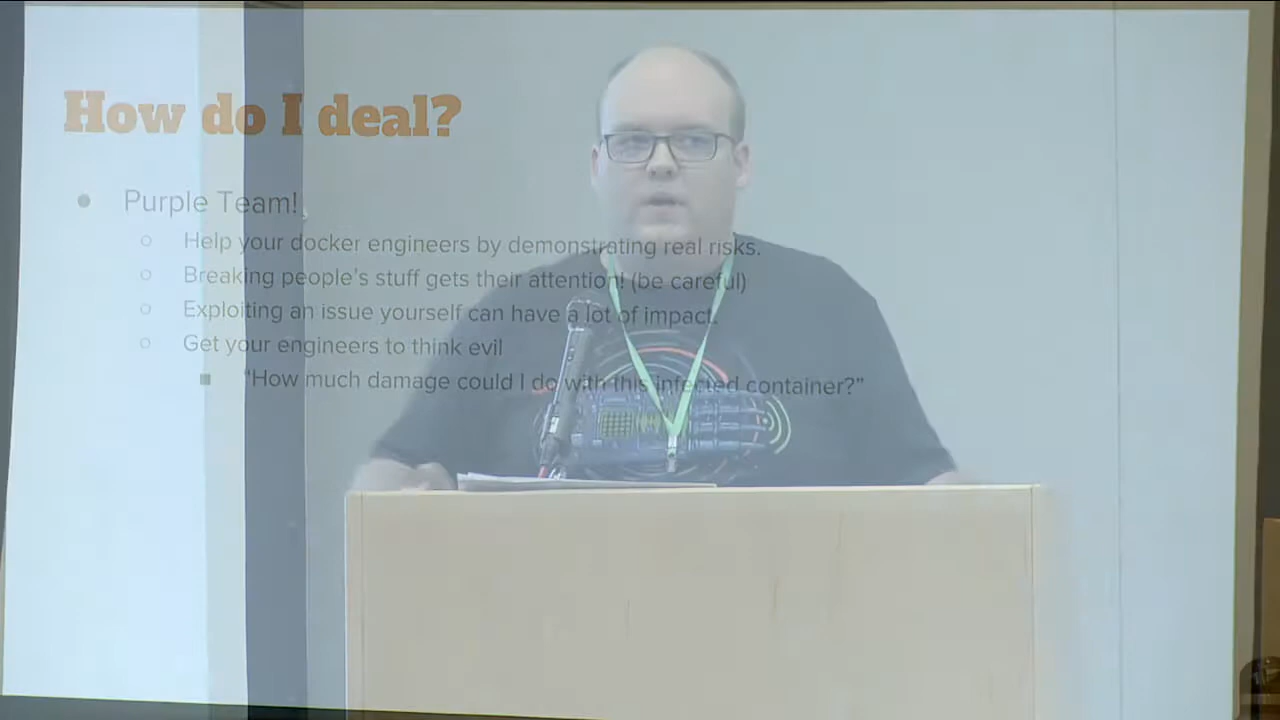 How do I deal?
Purple Team!
Help your docker engineers by demonstrating real risks.
Breaking people's stuff gets their attention! (be careful)
Exploiting an issue yourself can have a lot of impact.
Get your engineers to think evil
"How much damage could I do with this infected container?"